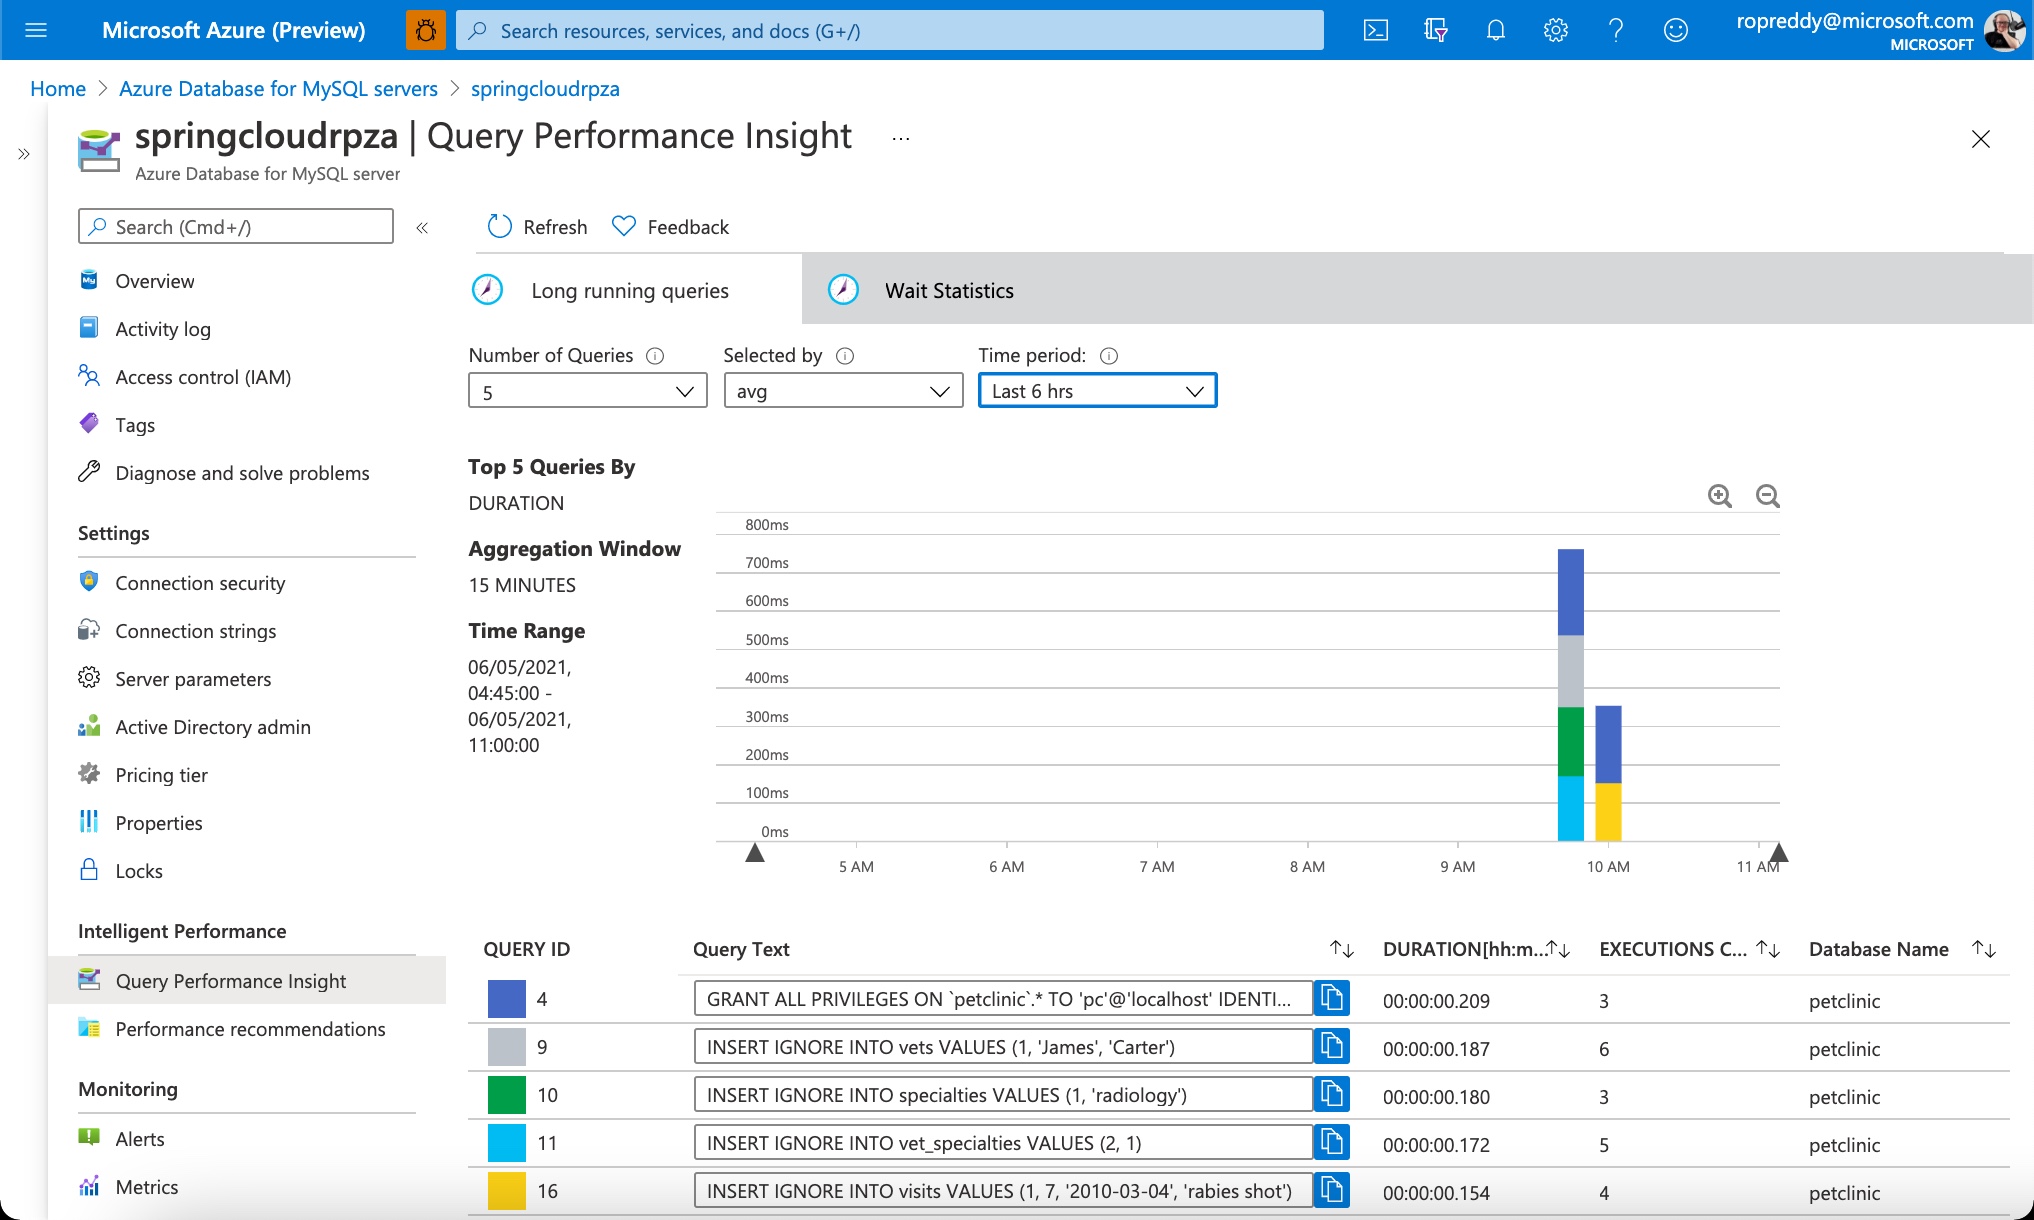 Microsoft Azure (Preview)
Search resources, services, and docs (G+/)
ropreddy@microsoft.com
MICROSOFT
Home > Azure Database for MySQL servers > springcloudrpza
springcloudrpza | Query Performance Insight ...
Azure Database for MySQL server
Search (Cmd+/)
Overview
Activity log
Access control (IAM)
Tags
Diagnose and solve problems
Settings
Connection security
Connection strings
Server parameters
Active Directory admin
Pricing tier
Properties
Locks
Intelligent Performance
Query Performance Insight
Performance recommendations
Monitoring
Alerts
Metrics
Refresh
Feedback
Long running queries
Wait Statistics
Number of Queries
Selected by
Time period:
5
avg
Last 6 hrs
Top 5 Queries By
DURATION
Aggregation Window
15 MINUTES
Time Range
06/05/2021,
04:45:00 -
06/05/2021,
11:00:00
800ms
700ms
600ms
500ms
400ms
300ms
200ms
100ms
0ms
5 AM 6 AM 7 AM 8 AM 9 AM 10 AM 11 AM
QUERY ID Query Text DURATION[hh:m... EXECUTIONS C... Database Name
4 GRANT ALL PRIVILEGES ON `petclinic`.* TO 'pc'@'localhost' IDENTI... 00:00:00.209 3 petclinic
9 INSERT IGNORE INTO vets VALUES (1, 'James', 'Carter') 00:00:00.187 6 petclinic
10 INSERT IGNORE INTO specialties VALUES (1, 'radiology') 00:00:00.180 3 petclinic
11 INSERT IGNORE INTO vet_specialties VALUES (2, 1) 00:00:00.172 5 petclinic
16 INSERT IGNORE INTO visits VALUES (1, 7, '2010-03-04', 'rabies shot') 00:00:00.154 4 petclinic